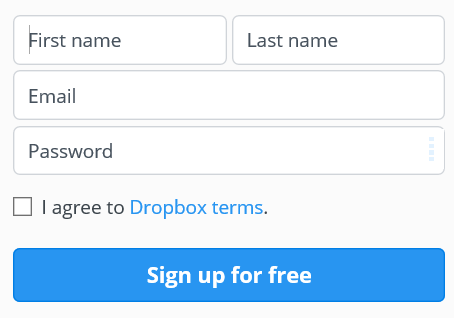 First name Last name
Email
Password
I agree to Dropbox terms.
Sign up for free